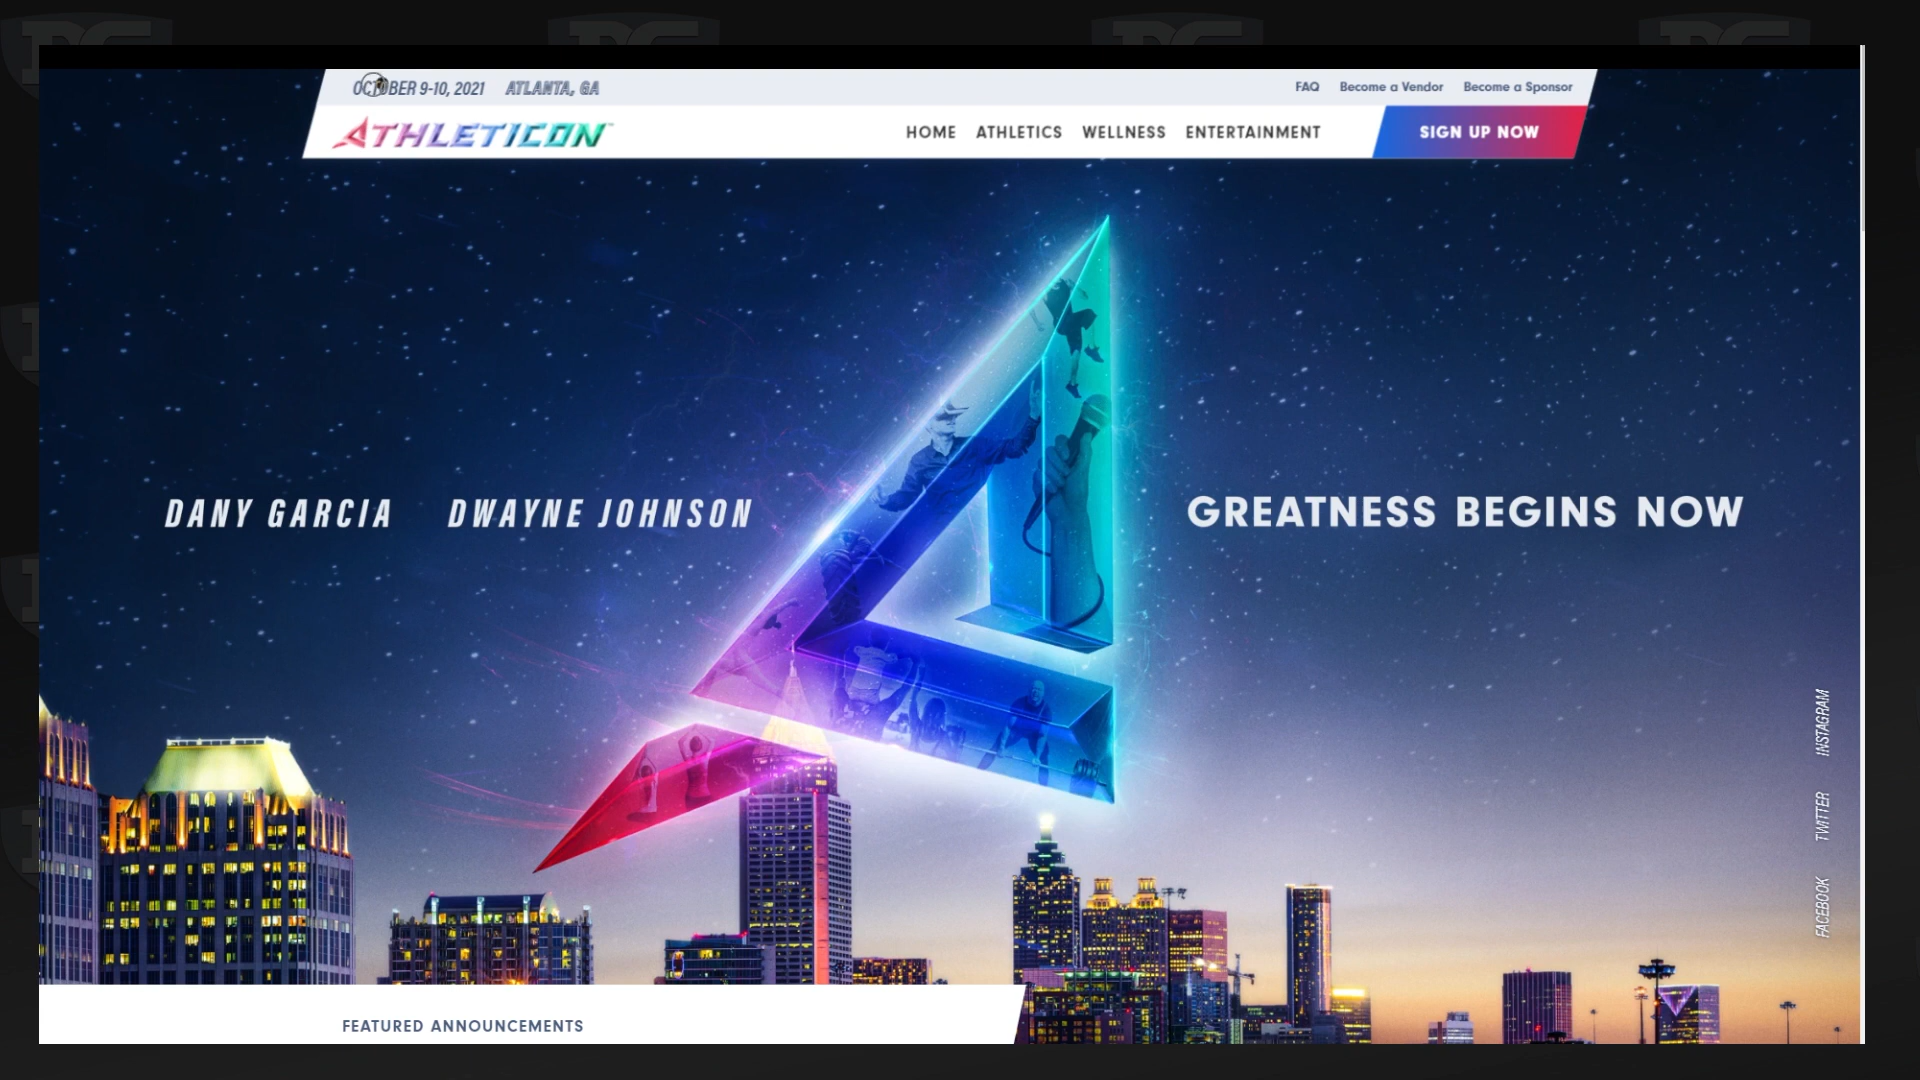 OCTOBER 9-10, 2021 ATLANTA, GA
FAQ Become a Vendor Become a Sponsor
ATHLETICON
HOME ATHLETICS WELLNESS ENTERTAINMENT
SIGN UP NOW
DANY GARCIA DWAYNE JOHNSON
GREATNESS BEGINS NOW
INSTAGRAM
TWITTER
FACEBOOK
FEATURED ANNOUNCEMENTS